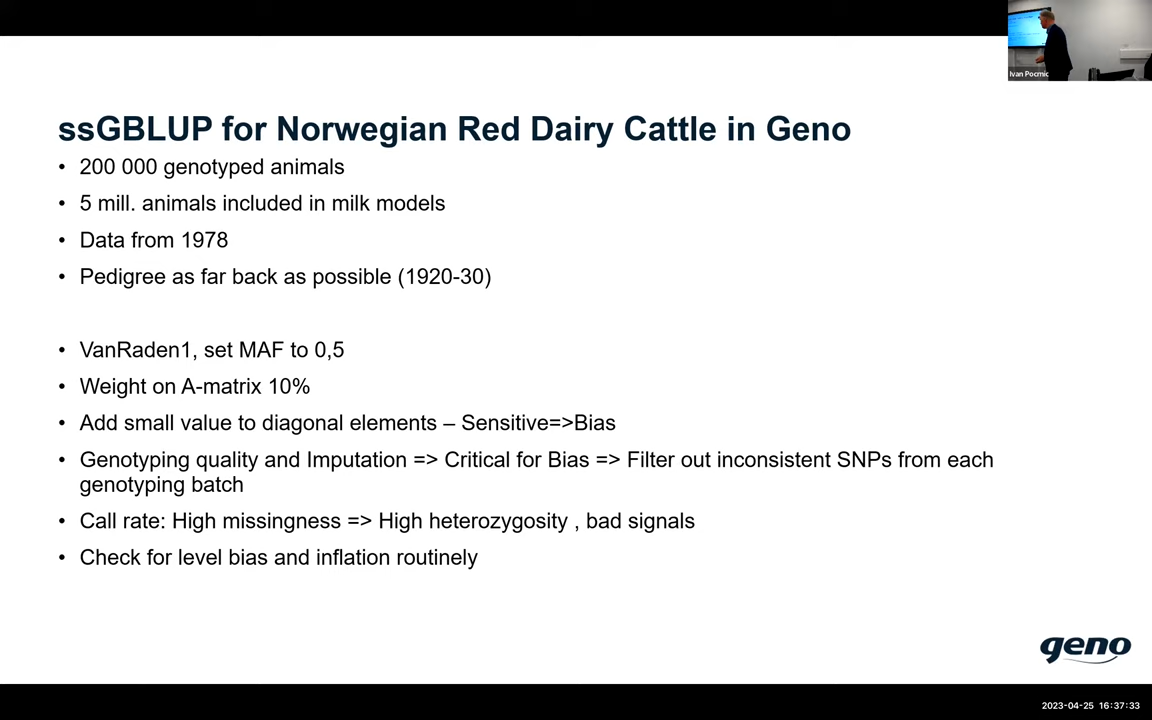 Ivan Pocrnic
ssGBLUP for Norwegian Red Dairy Cattle in Geno
• 200 000 genotyped animals
• 5 mill. animals included in milk models
• Data from 1978
• Pedigree as far back as possible (1920-30)
• VanRaden1, set MAF to 0,5
• Weight on A-matrix 10%
• Add small value to diagonal elements – Sensitive=>Bias
• Genotyping quality and Imputation => Critical for Bias => Filter out inconsistent SNPs from each
genotyping batch
• Call rate: High missingness => High heterozygosity , bad signals
• Check for level bias and inflation routinely
geno
2023-04-25 16:37:33